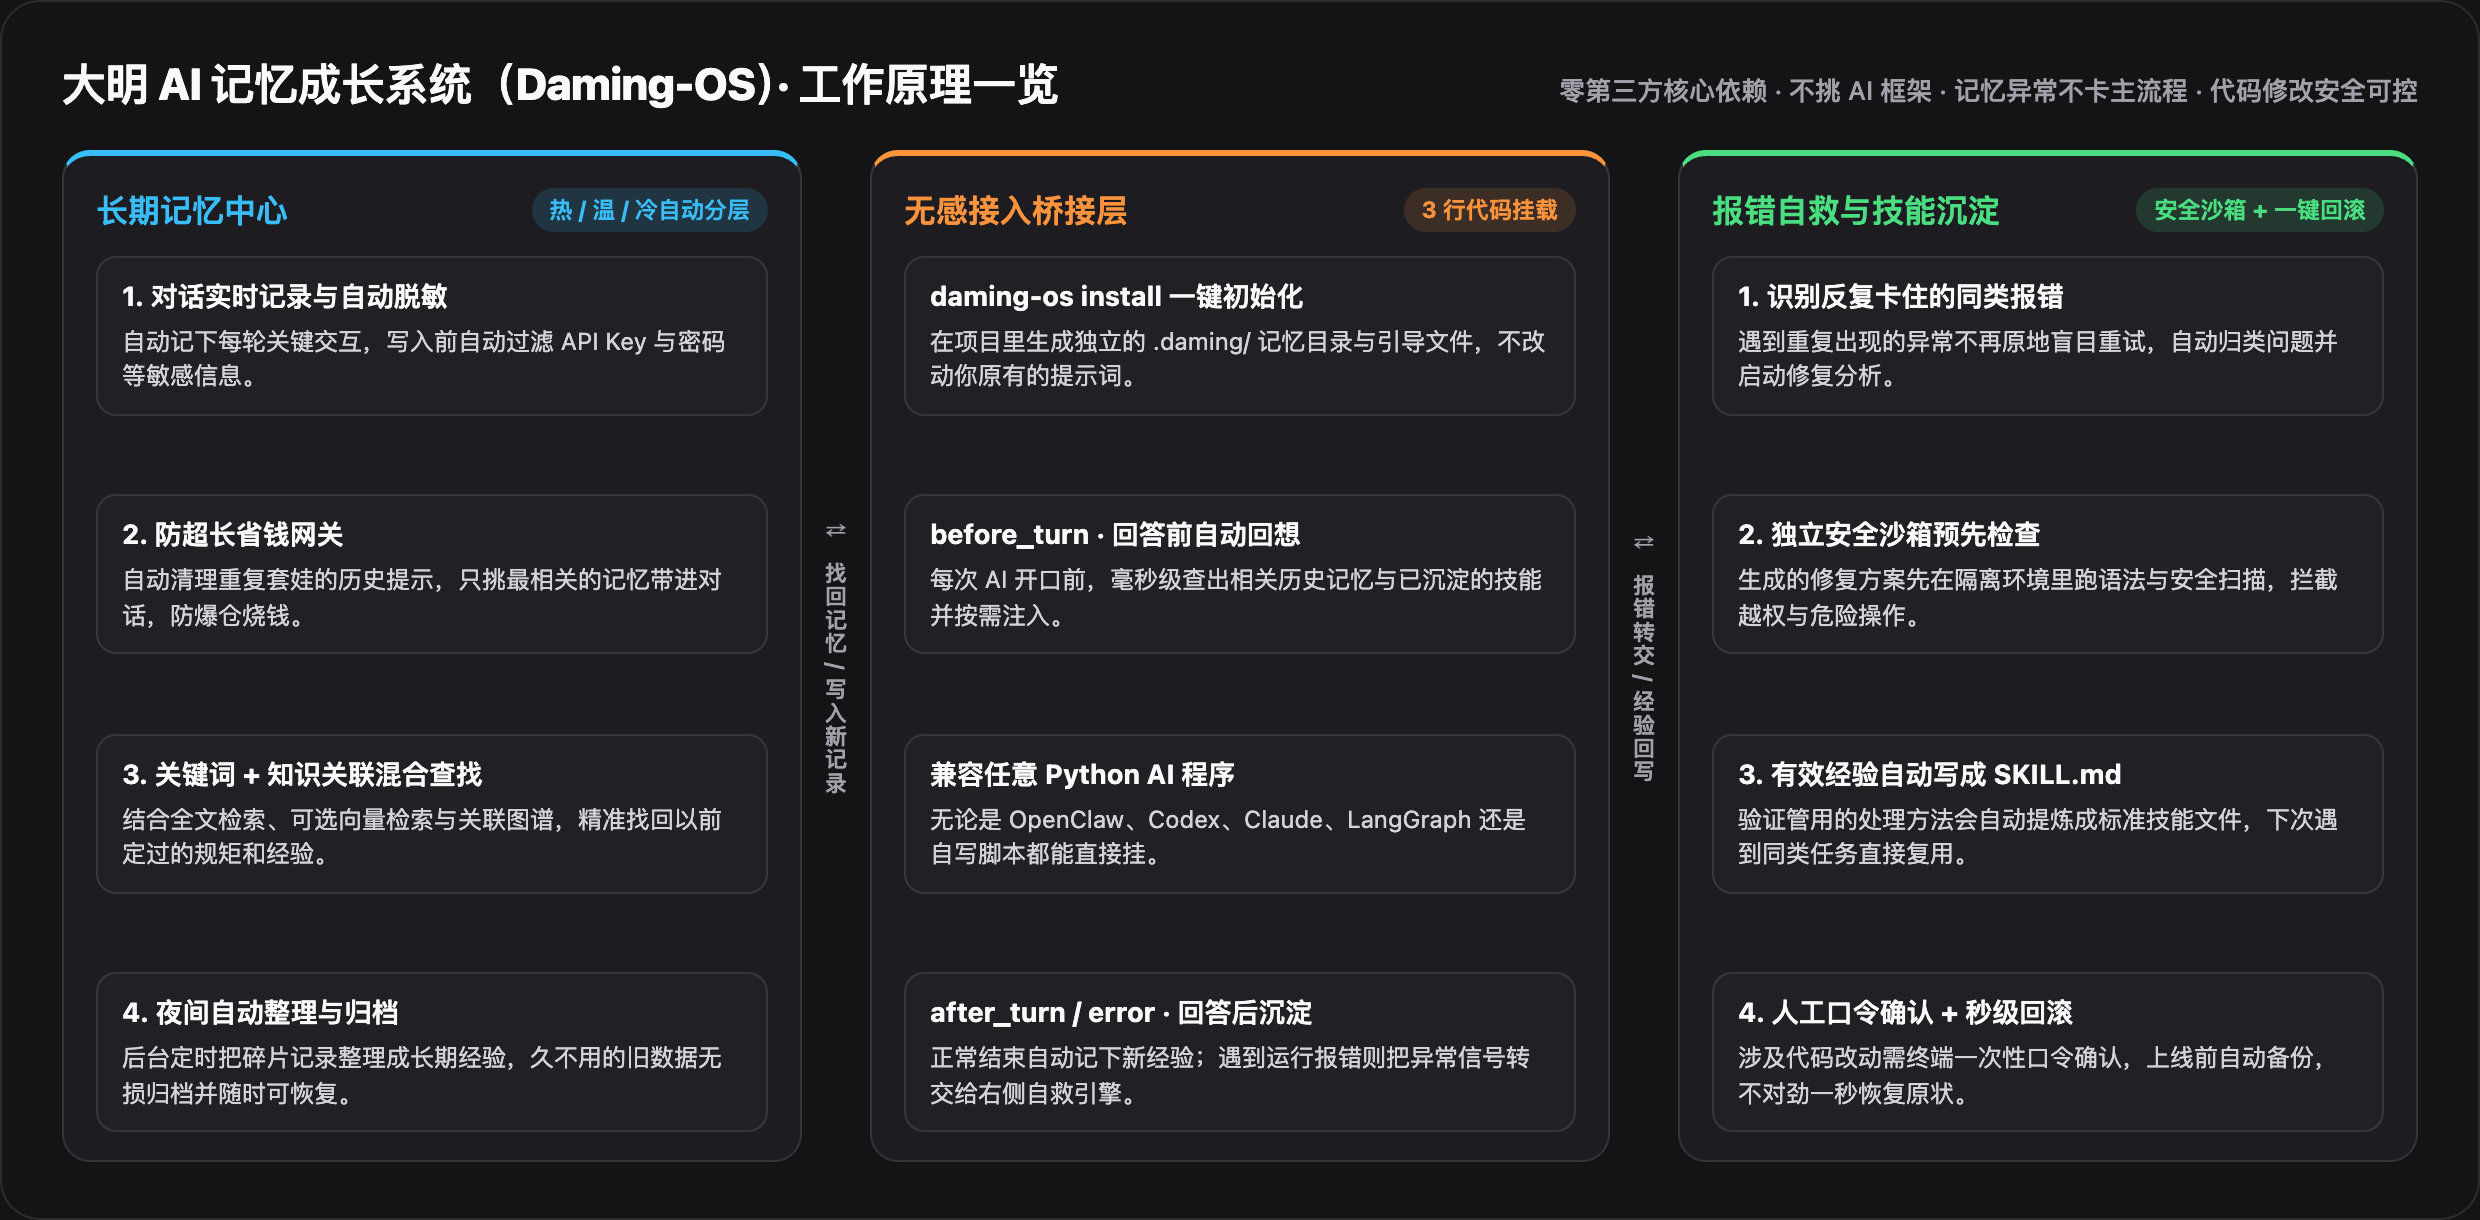 大明 AI 记忆成长系统（Daming-OS）· 工作原理一览
零第三方核心依赖 · 不挑 AI 框架 · 记忆异常不卡主流程 · 代码修改安全可控
长期记忆中心
热 / 温 / 冷自动分层
1. 对话实时记录与自动脱敏
自动记下每轮关键交互，写入前自动过滤 API Key 与密码
等敏感信息。
2. 防超长省钱网关
自动清理重复套娃的历史提示，只挑最相关的记忆带进对
话，防爆仓烧钱。
3. 关键词 + 知识关联混合查找
结合全文检索、可选向量检索与关联图谱，精准找回以前
定过的规矩和经验。
4. 夜间自动整理与归档
后台定时把碎片记录整理成长期经验，久不用的旧数据无
损归档并随时可恢复。
⇄ 找回记忆 / 写入新记录
无感接入桥接层
3 行代码挂载
daming-os install 一键初始化
在项目里生成独立的 .daming/ 记忆目录与引导文件，不改
动你原有的提示词。
before_turn · 回答前自动回想
每次 AI 开口前，毫秒级查出相关历史记忆与已沉淀的技能
并按需注入。
兼容任意 Python AI 程序
无论是 OpenClaw、Codex、Claude、LangGraph 还是
自写脚本都能直接挂。
after_turn / error · 回答后沉淀
正常结束自动记下新经验；遇到运行报错则把异常信号转
交给右侧自救引擎。
⇄ 报错转交 / 经验回写
报错自救与技能沉淀
安全沙箱 + 一键回滚
1. 识别反复卡住的同类报错
遇到重复出现的异常不再原地盲目重试，自动归类问题并
启动修复分析。
2. 独立安全沙箱预先检查
生成的修复方案先在隔离环境里跑语法与安全扫描，拦截
越权与危险操作。
3. 有效经验自动写成 SKILL.md
验证管用的处理方法会自动提炼成标准技能文件，下次遇
到同类任务直接复用。
4. 人工口令确认 + 秒级回滚
涉及代码改动需终端一次性口令确认，上线前自动备份，
不对劲一秒恢复原状。